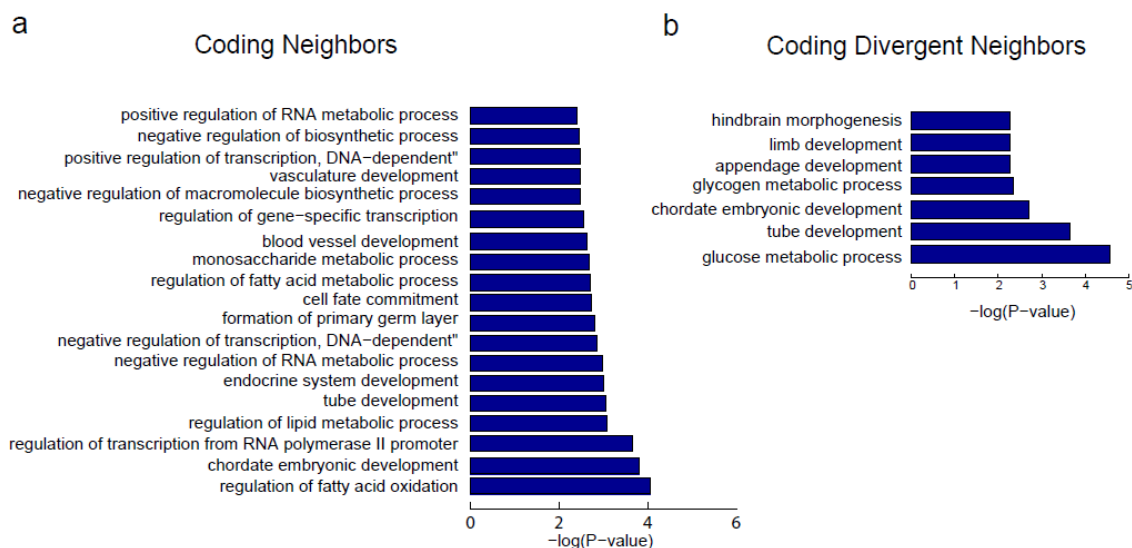 a
Coding Neighbors
positive regulation of RNA metabolic process
negative regulation of biosynthetic process
positive regulation of transcription, DNA−dependent"
vasculature development
negative regulation of macromolecule biosynthetic process
regulation of gene−specific transcription
blood vessel development
monosaccharide metabolic process
regulation of fatty acid metabolic process
cell fate commitment
formation of primary germ layer
negative regulation of transcription, DNA−dependent"
negative regulation of RNA metabolic process
endocrine system development
tube development
regulation of lipid metabolic process
regulation of transcription from RNA polymerase II promoter
chordate embryonic development
regulation of fatty acid oxidation
0 2 4 6
−log(P−value)
b
Coding Divergent Neighbors
hindbrain morphogenesis
limb development
appendage development
glycogen metabolic process
chordate embryonic development
tube development
glucose metabolic process
0 1 2 3 4 5
−log(P−value)